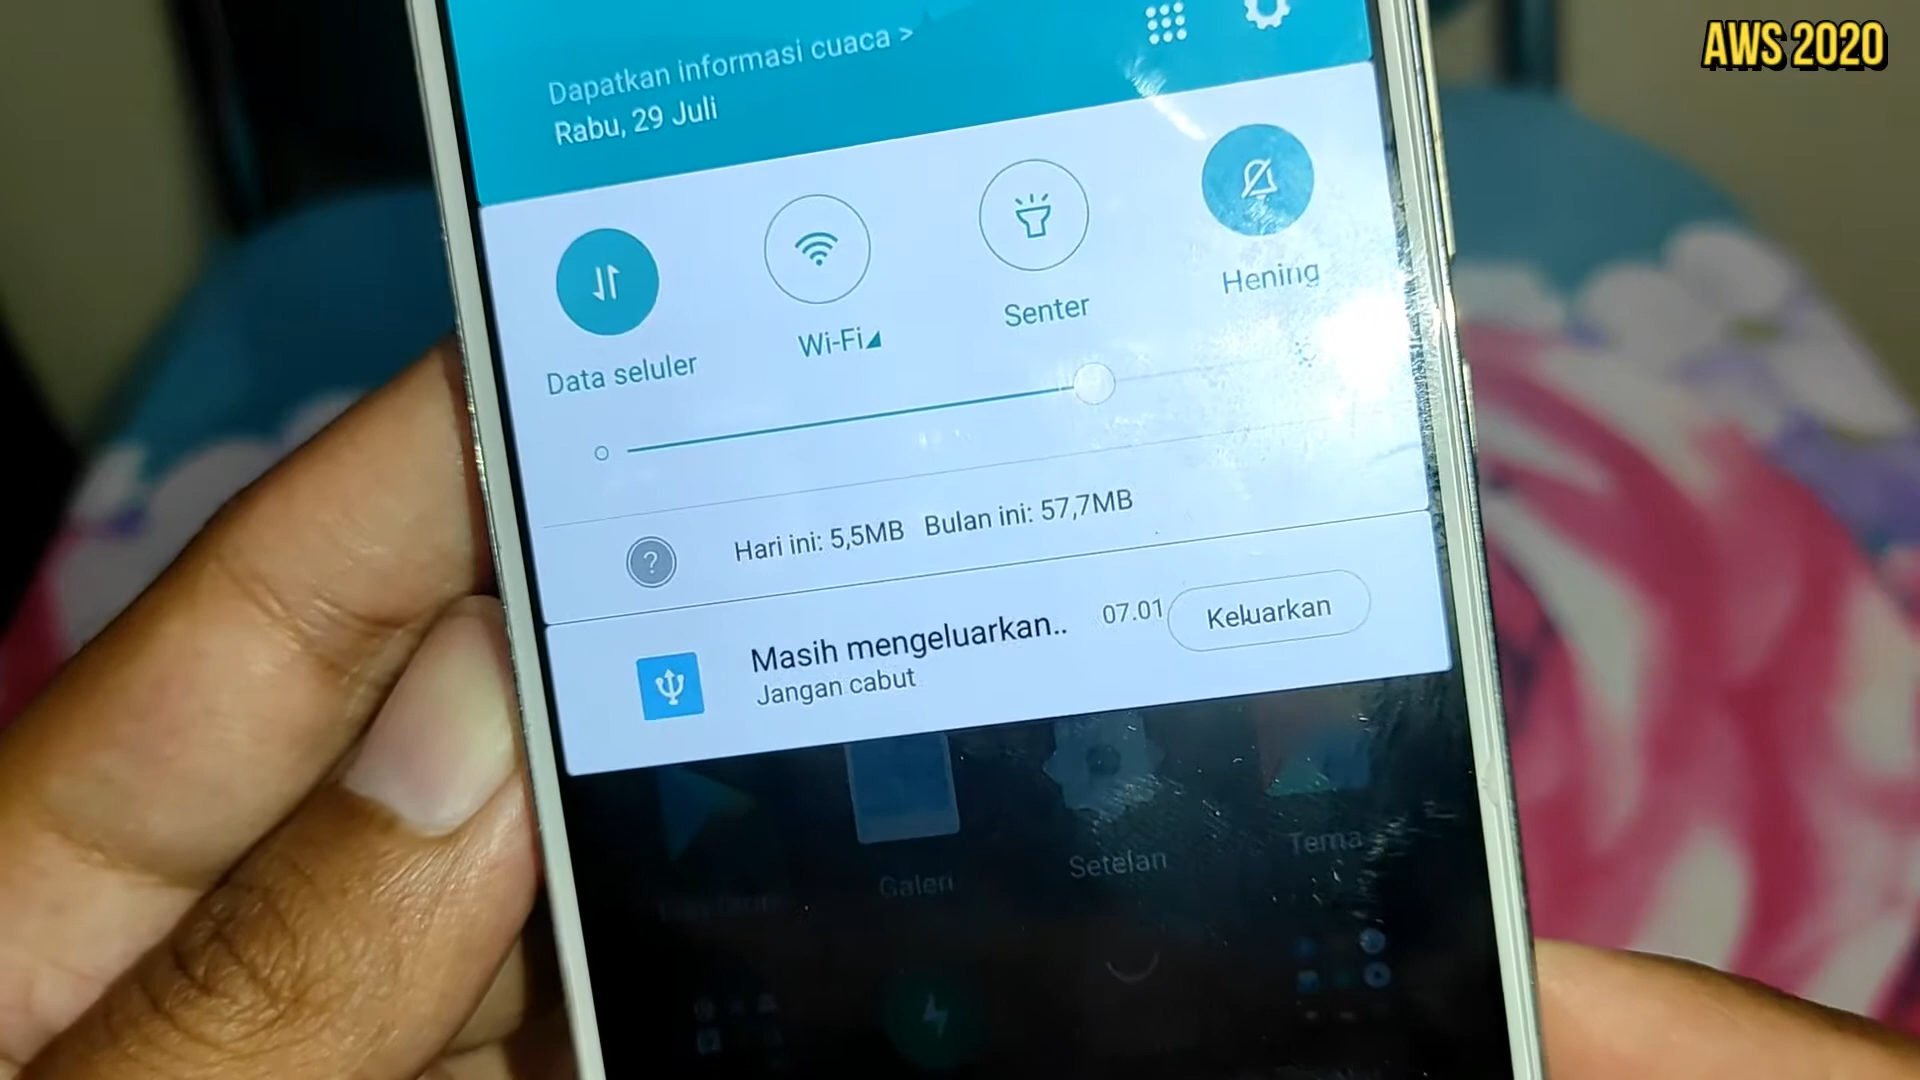 AWS 2020
Dapatkan informasi cuaca >
Rabu, 29 Juli
Data seluler
Wi-Fi
Senter
Hening
Hari ini: 5,5MB Bulan ini: 57,7MB
Masih mengeluarkan.. 07.01 Keluarkan
Jangan cabut
Galeri
Setelan
Tema